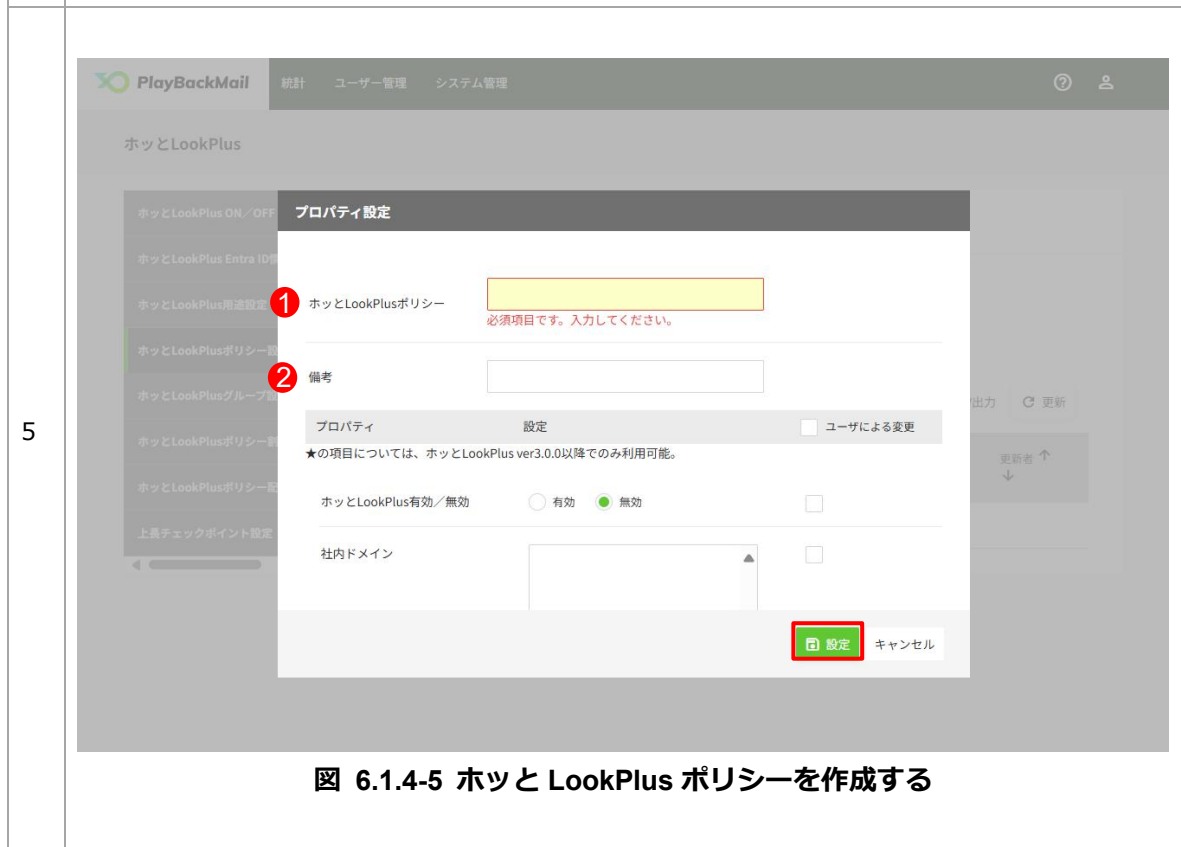 5
PlayBackMail 統計 ユーザー管理 システム管理
ホッとLookPlus
ホッとLookPlus ON／OFF
ホッとLookPlus Entra ID情
ホッとLookPlus用途設定
ホッとLookPlusポリシー設
ホッとLookPlusグループ設
ホッとLookPlusポリシー割
ホッとLookPlusポリシー配
上長チェックポイント設定
出力 更新
更新者 ↑
↓
プロパティ設定
1 ホッとLookPlusポリシー
必須項目です。入力してください。
2 備考
プロパティ 設定 ユーザによる変更
★の項目については、ホッとLookPlus ver3.0.0以降でのみ利用可能。
ホッとLookPlus有効／無効 有効 無効
社内ドメイン
設定 キャンセル
図 6.1.4-5 ホッと LookPlus ポリシーを作成する